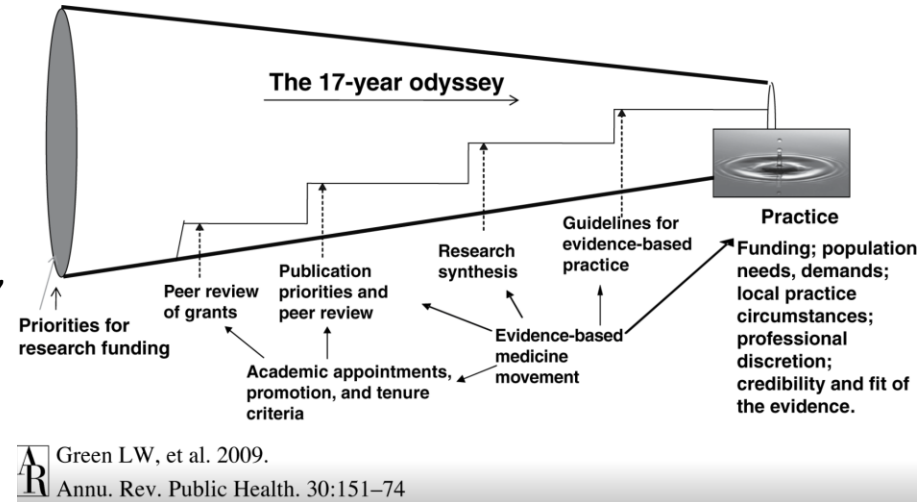 The 17-year odyssey
Priorities for
research funding
Peer review
of grants
Publication
priorities and
peer review
Research
synthesis
Guidelines for
evidence-based
practice
Academic appointments,
promotion, and tenure
criteria
Evidence-based
medicine
movement
Practice
Funding; population
needs, demands;
local practice
circumstances;
professional
discretion;
credibility and fit of
the evidence.
AR
Green LW, et al. 2009.
Annu. Rev. Public Health. 30:151–74